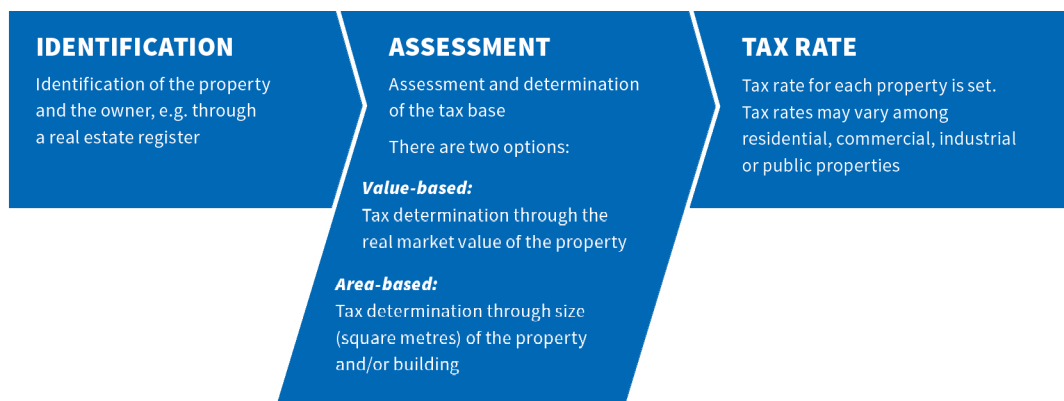 IDENTIFICATION
Identification of the property
and the owner, e.g. through
a real estate register
ASSESSMENT
Assessment and determination
of the tax base
There are two options:
Value-based:
Tax determination through the
real market value of the property
Area-based:
Tax determination through size
(square metres) of the property
and/or building
TAX RATE
Tax rate for each property is set.
Tax rates may vary among
residential, commercial, industrial
or public properties